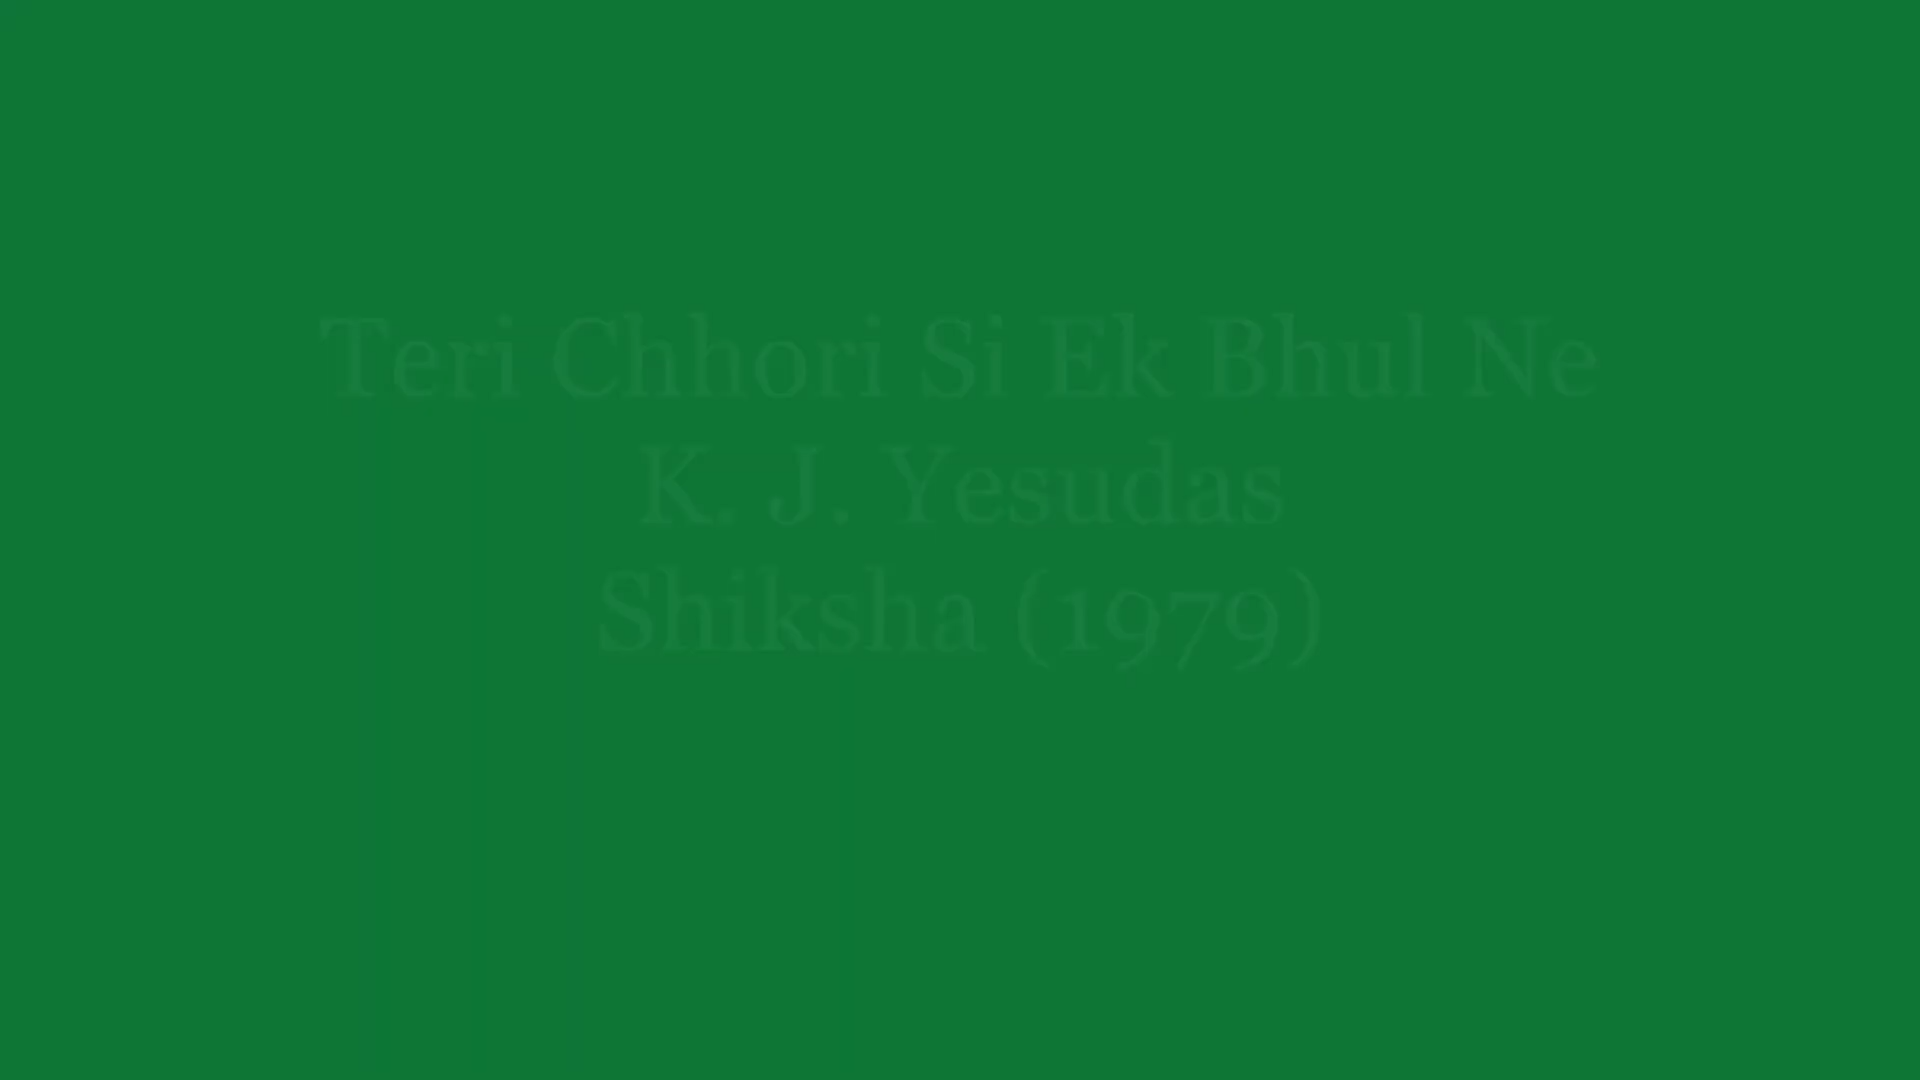 Teri Chhori Si Ek Bhul Ne
K. J. Yesudas
Shiksha (1979)